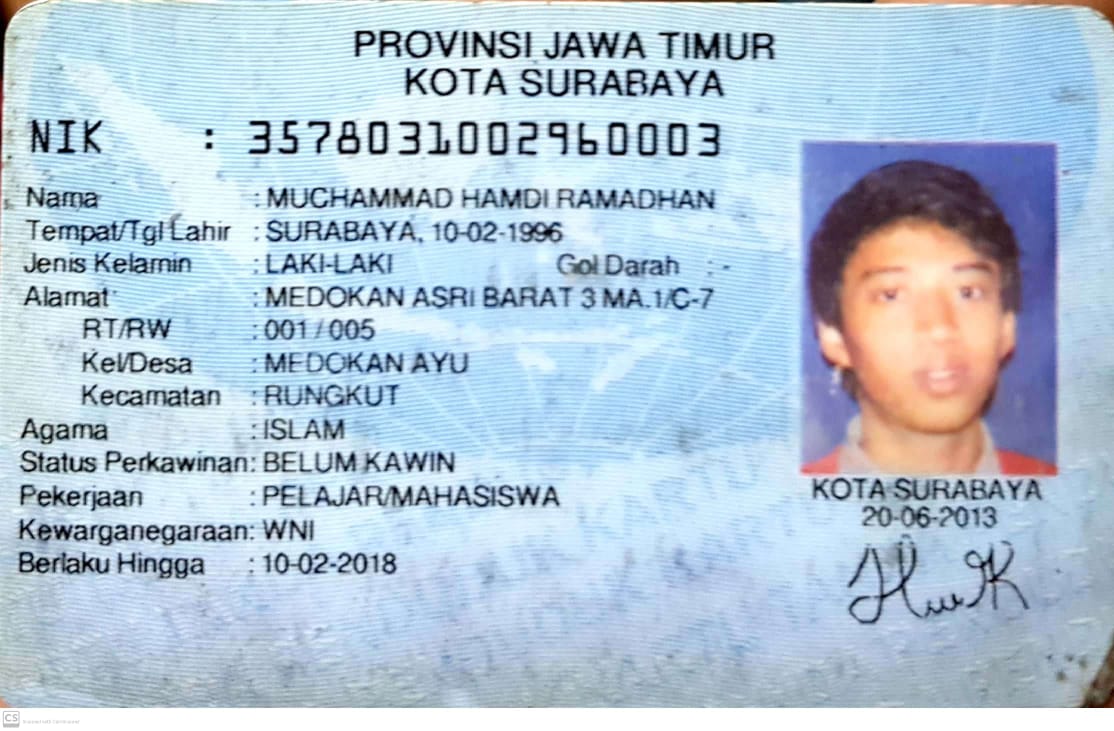 PROVINSI JAWA TIMUR
KOTA SURABAYA
NIK : 3578031002960003
Nama : MUCHAMMAD HAMDI RAMADHAN
Tempat/Tgl Lahir : SURABAYA, 10-02-1996
Jenis Kelamin : LAKI-LAKI Gol Darah : -
Alamat : MEDOKAN ASRI BARAT 3 MA.1/C-7
RT/RW : 001 / 005
Kel/Desa : MEDOKAN AYU
Kecamatan : RUNGKUT
Agama : ISLAM
Status Perkawinan: BELUM KAWIN
Pekerjaan : PELAJAR/MAHASISWA
Kewarganegaraan: WNI
Berlaku Hingga : 10-02-2018
KOTA SURABAYA
20-06-2013
CS